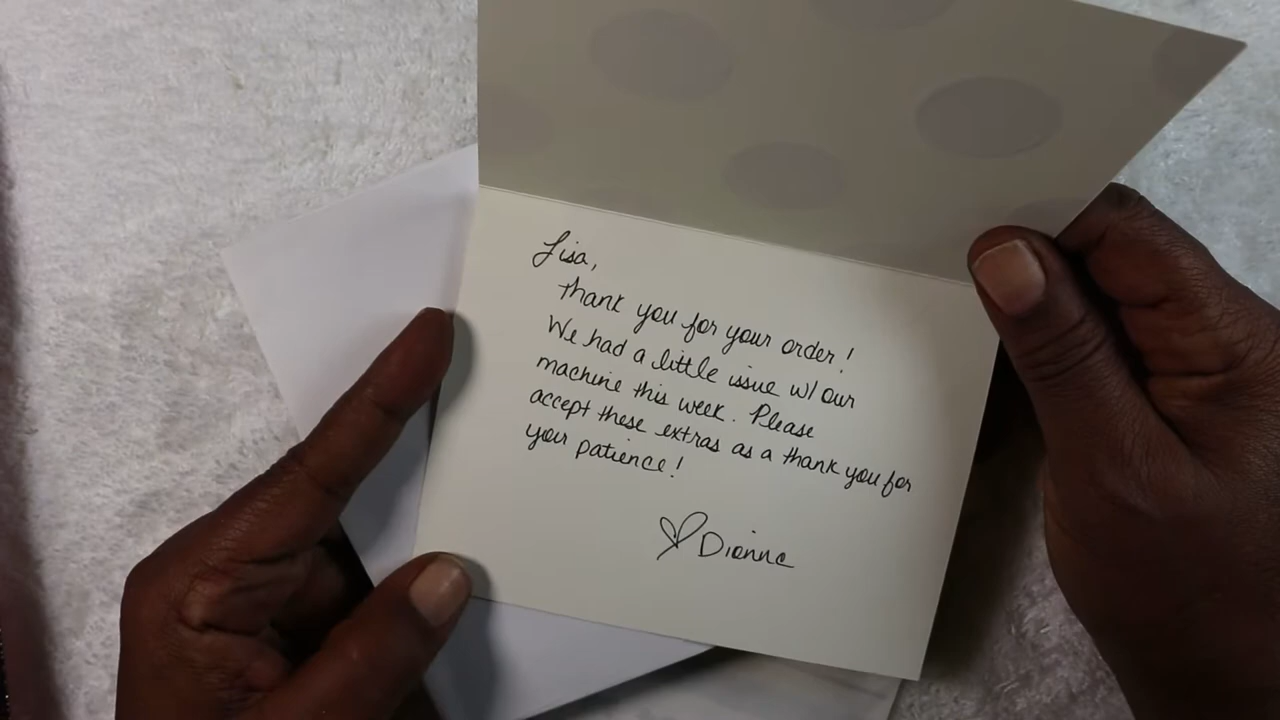 Lisa,
Thank you for your order!
We had a little issue w/ our
machine this week. Please
accept these extras as a thank you for
your patience!
Dianna